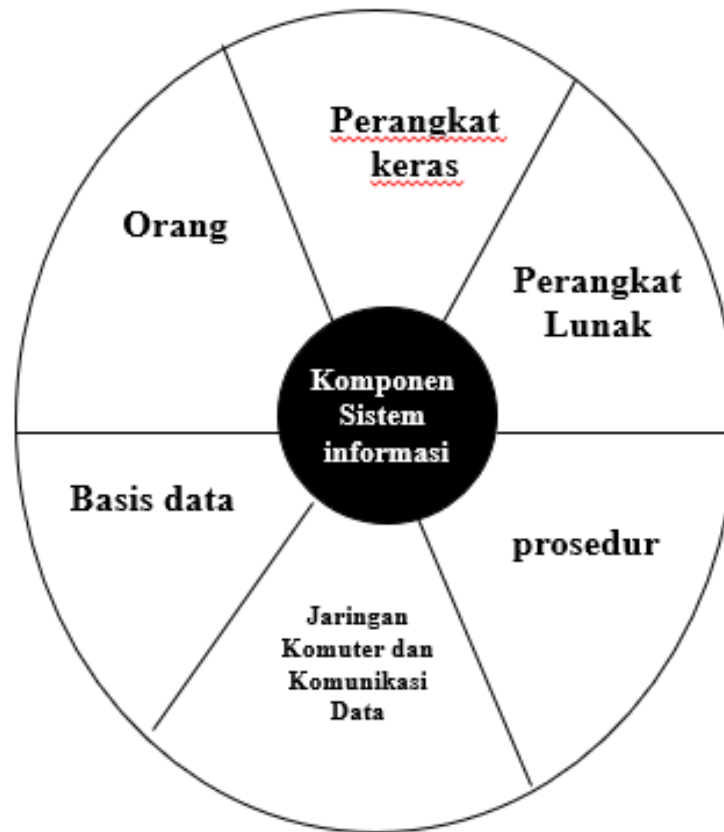 Perangkat
keras
Orang
Perangkat
Lunak
Komponen
Sistem
informasi
Basis data
prosedur
Jaringan
Komuter dan
Komunikasi
Data